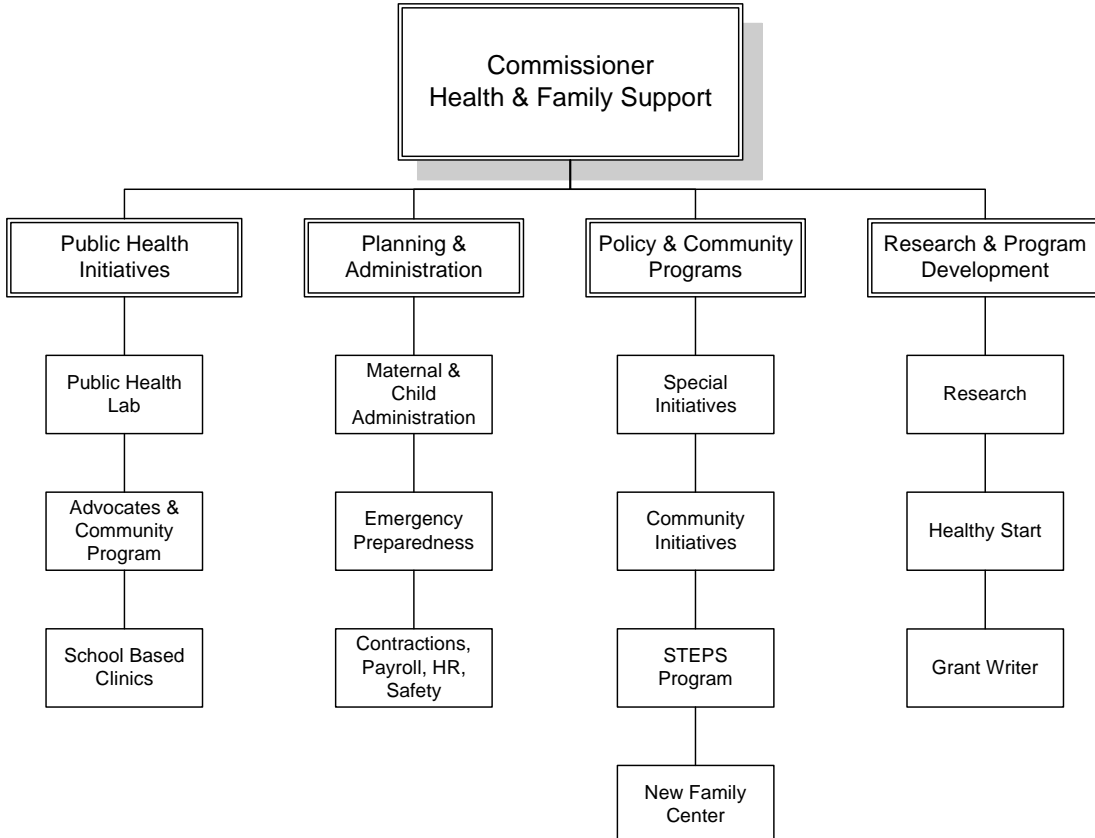 Commissioner
Health & Family Support
Public Health
Initiatives
Planning &
Administration
Policy & Community
Programs
Research & Program
Development
Public Health
Lab
Maternal &
Child
Administration
Special
Initiatives
Research
Advocates &
Community
Program
Emergency
Preparedness
Community
Initiatives
Healthy Start
School Based
Clinics
Contractions,
Payroll, HR,
Safety
STEPS
Program
Grant Writer
New Family
Center